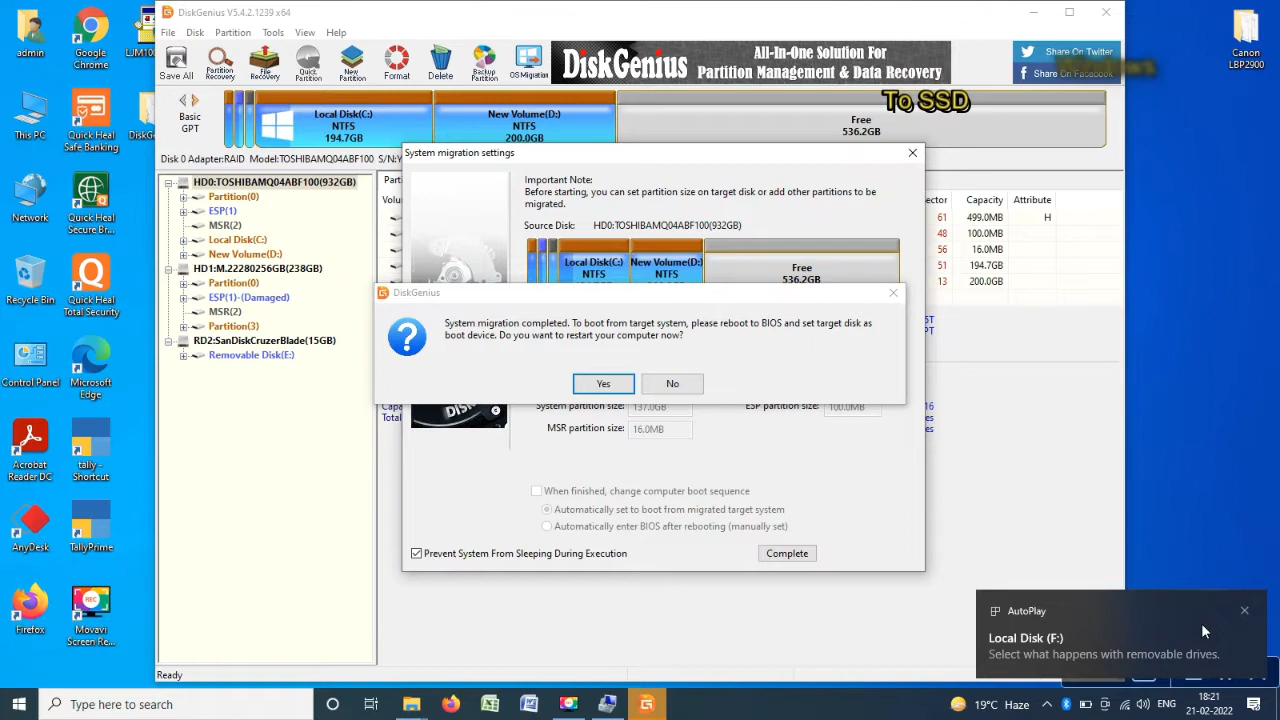 DiskGenius V5.4.2.1239 x64
File Disk Partition Tools View Help
Save All
Partition
Recovery
File
Recovery
Quick
Partition
New
Partition
Format
Delete
Backup
Partition
OS Migration
DiskGenius
All-In-One Solution For
Partition Management & Data Recovery
Share On Twitter
Share On Facebook
To SSD
Basic
GPT
Local Disk(C:)
NTFS
194.7GB
New Volume(D:)
NTFS
200.0GB
Free
536.2GB
Disk 0 Adapter:RAID Model:TOSHIBAMQ04ABF100 S/N:Y
HD0:TOSHIBAMQ04ABF100(932GB)
Partition(0)
ESP(1)
MSR(2)
Local Disk(C:)
New Volume(D:)
HD1:M.22280256GB(238GB)
Partition(0)
ESP(1)-(Damaged)
MSR(2)
Partition(3)
RD2:SanDiskCruzerBlade(15GB)
Removable Disk(E:)
Parti
Volu
ector Capacity Attribute
61 499.0MB H
48 100.0MB
56 16.0MB
51 194.7GB
13 200.0GB
System migration settings
Important Note:
Before starting, you can set partition size on target disk or add other partitions to be
migrated.
Source Disk: HD0:TOSHIBAMQ04ABF100(932GB)
Local Disk(C:)
NTFS
New Volume(D:)
NTFS
Free
536.2GB
DiskGenius
System migration completed. To boot from target system, please reboot to BIOS and set target disk as
boot device. Do you want to restart your computer now?
Yes
No
Capa
Total
System partition size: 137.0GB
ESP partition size: 100.0MB
MSR partition size: 16.0MB
When finished, change computer boot sequence
Automatically set to boot from migrated target system
Automatically enter BIOS after rebooting (manually set)
Prevent System From Sleeping During Execution
Complete
Ready
AutoPlay
Local Disk (F:)
Select what happens with removable drives.
admin
Google
Chrome
This PC
Quick Heal
Safe Banking
DiskG
Network
Quick Heal
Secure Br...
Recycle Bin
Quick Heal
Total Security
Control Panel
Microsoft
Edge
Acrobat
Reader DC
tally -
Shortcut
AnyDesk
TallyPrime
Firefox
Movavi
Screen Re...
Canon
LBP2900
Type here to search
19°C Haze
ENG
18:21
21-02-2022